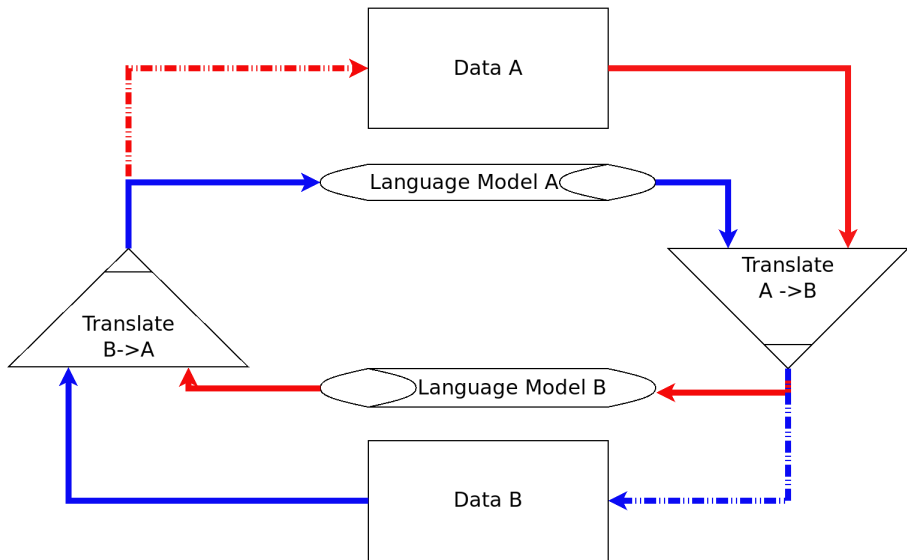 Data A
Language Model A
Translate
A ->B
Translate
B->A
Language Model B
Data B